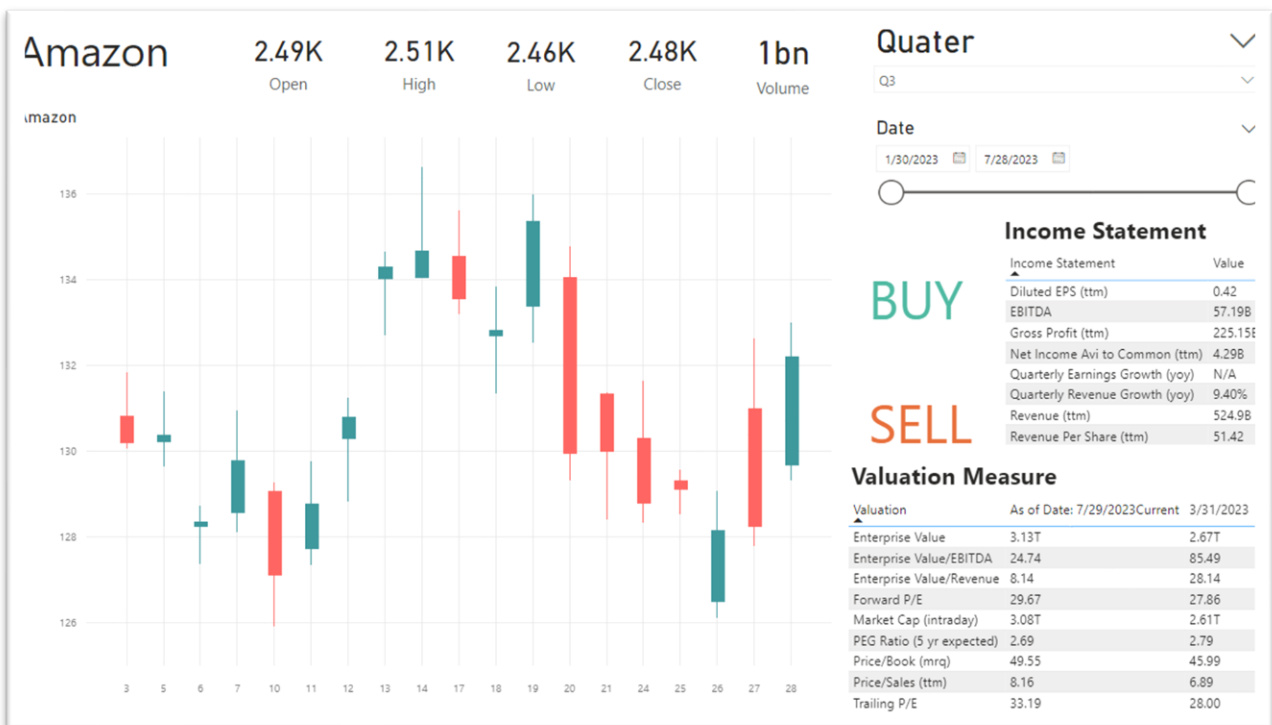 Amazon
2.49K
Open
2.51K
High
2.46K
Low
2.48K
Close
1bn
Volume
Quater
Q3
Date
1/30/2023 7/28/2023
mazon
136
134
132
130
128
126
3 5 6 7 10 11 12 13 14 17 18 19 20 21 24 25 26 27 28
BUY
SELL
Income Statement
Income Statement Value
Diluted EPS (ttm) 0.42
EBITDA 57.19B
Gross Profit (ttm) 225.15B
Net Income Avi to Common (ttm) 4.29B
Quarterly Earnings Growth (yoy) N/A
Quarterly Revenue Growth (yoy) 9.40%
Revenue (ttm) 524.9B
Revenue Per Share (ttm) 51.42
Valuation Measure
Valuation As of Date: 7/29/2023Current 3/31/2023
Enterprise Value 3.13T 2.67T
Enterprise Value/EBITDA 24.74 85.49
Enterprise Value/Revenue 8.14 28.14
Forward P/E 29.67 27.86
Market Cap (intraday) 3.08T 2.61T
PEG Ratio (5 yr expected) 2.69 2.79
Price/Book (mrq) 49.55 45.99
Price/Sales (ttm) 8.16 6.89
Trailing P/E 33.19 28.00